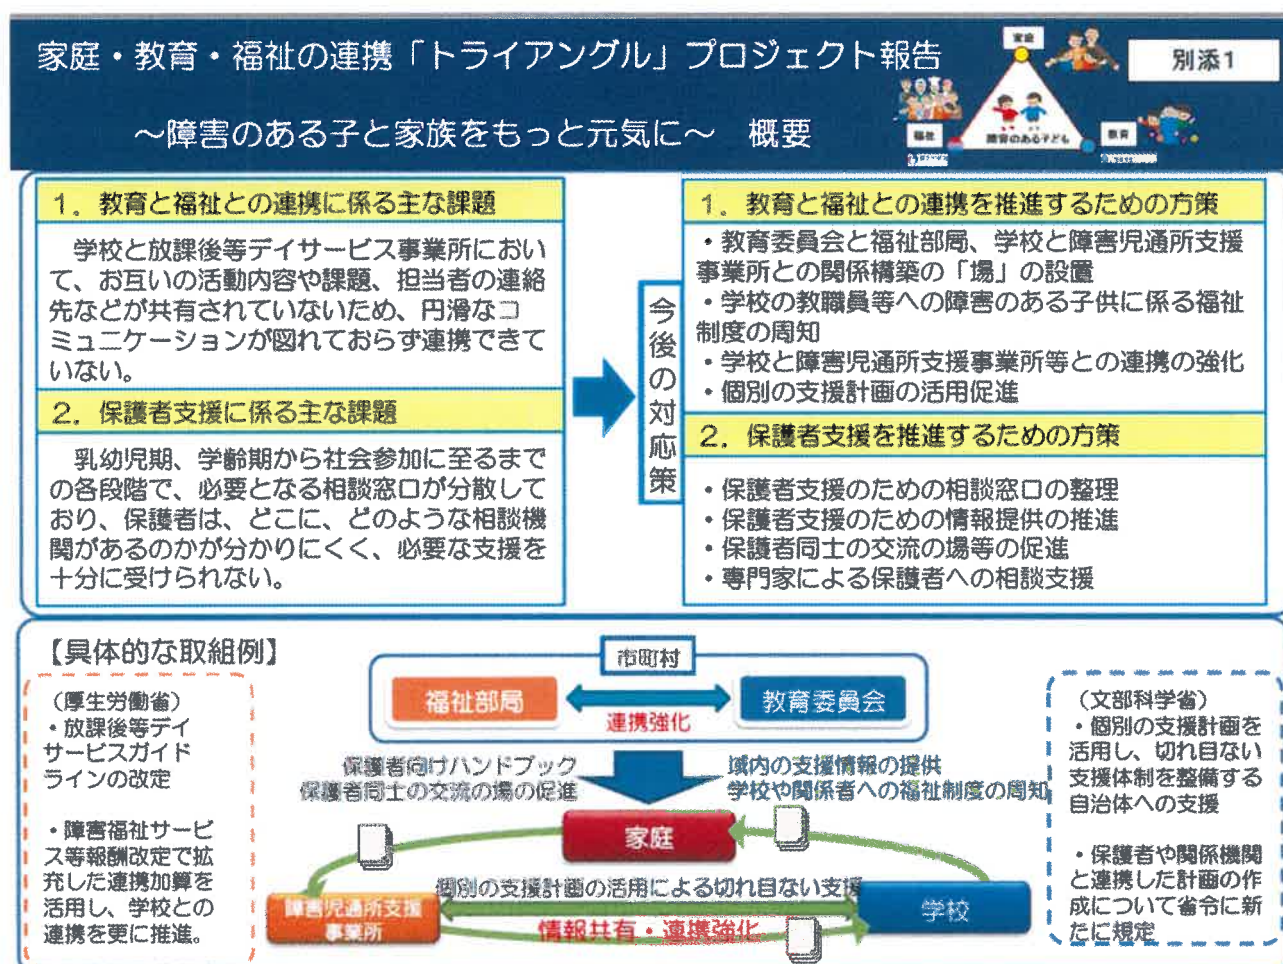 家庭・教育・福祉の連携「トライアングル」プロジェクト報告
～障害のある子と家族をもっと元気に～　概要
家庭
福祉
障害のある子ども
教育
別添1
1．教育と福祉との連携に係る主な課題
学校と放課後等デイサービス事業所におい
て、お互いの活動内容や課題、担当者の連絡
先などが共有されていないため、円滑なコ
ミュニケーションが図れておらず連携できて
いない。
2．保護者支援に係る主な課題
乳幼児期、学齢期から社会参加に至るまで
の各段階で、必要となる相談窓口が分散して
おり、保護者は、どこに、どのような相談機
関があるのかが分かりにくく、必要な支援を
十分に受けられない。
今後の対応策
1．教育と福祉との連携を推進するための方策
・教育委員会と福祉部局、学校と障害児通所支援
事業所との関係構築の「場」の設置
・学校の教職員等への障害のある子供に係る福祉
制度の周知
・学校と障害児通所支援事業所等との連携の強化
・個別の支援計画の活用促進
2．保護者支援を推進するための方策
・保護者支援のための相談窓口の整理
・保護者支援のための情報提供の推進
・保護者同士の交流の場等の促進
・専門家による保護者への相談支援
【具体的な取組例】
（厚生労働省）
・放課後等デイ
サービスガイド
ラインの改定
・障害福祉サービ
ス等報酬改定で拡
充した連携加算を
活用し、学校との
連携を更に推進。
市町村
福祉部局
教育委員会
連携強化
保護者向けハンドブック
保護者同士の交流の場の促進
域内の支援情報の提供
学校や関係者への福祉制度の周知
家庭
個別の支援計画の活用による切れ目ない支援
障害児通所支援
事業所
学校
情報共有・連携強化
（文部科学省）
・個別の支援計画を
活用し、切れ目ない
支援体制を整備する
自治体への支援
・保護者や関係機関
と連携した計画の作
成について省令に新
たに規定